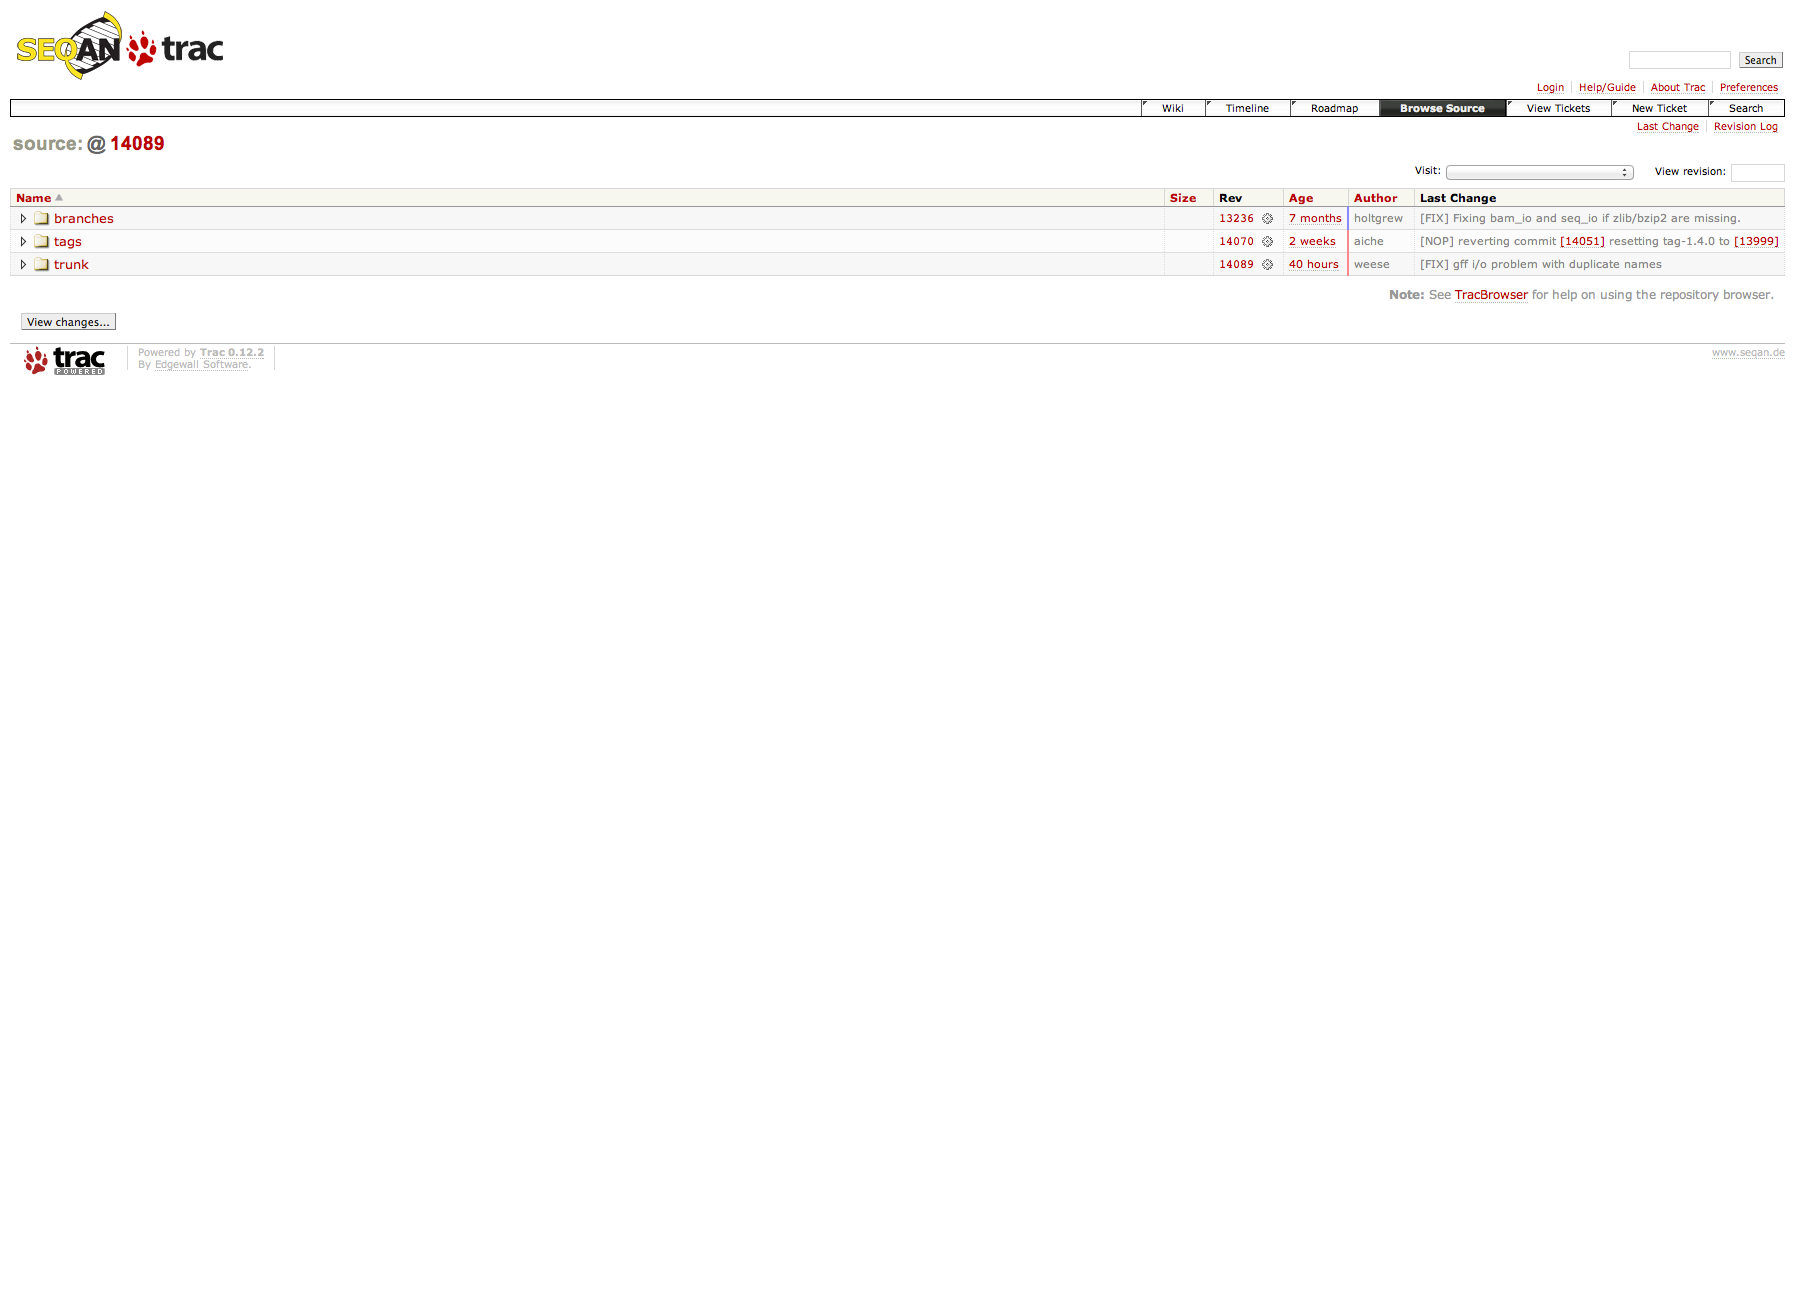 SEQAN trac
Search
Login Help/Guide About Trac Preferences
Wiki Timeline Roadmap Browse Source View Tickets New Ticket Search
Last Change Revision Log
source: @ 14089
Visit: View revision:
Name Size Rev Age Author Last Change
branches 13236 7 months holtgrew [FIX] Fixing bam_io and seq_io if zlib/bzip2 are missing.
tags 14070 2 weeks aiche [NOP] reverting commit [14051] resetting tag-1.4.0 to [13999]
trunk 14089 40 hours weese [FIX] gff i/o problem with duplicate names
Note: See TracBrowser for help on using the repository browser.
View changes...
trac POWERED
Powered by Trac 0.12.2
By Edgewall Software.
www.seqan.de